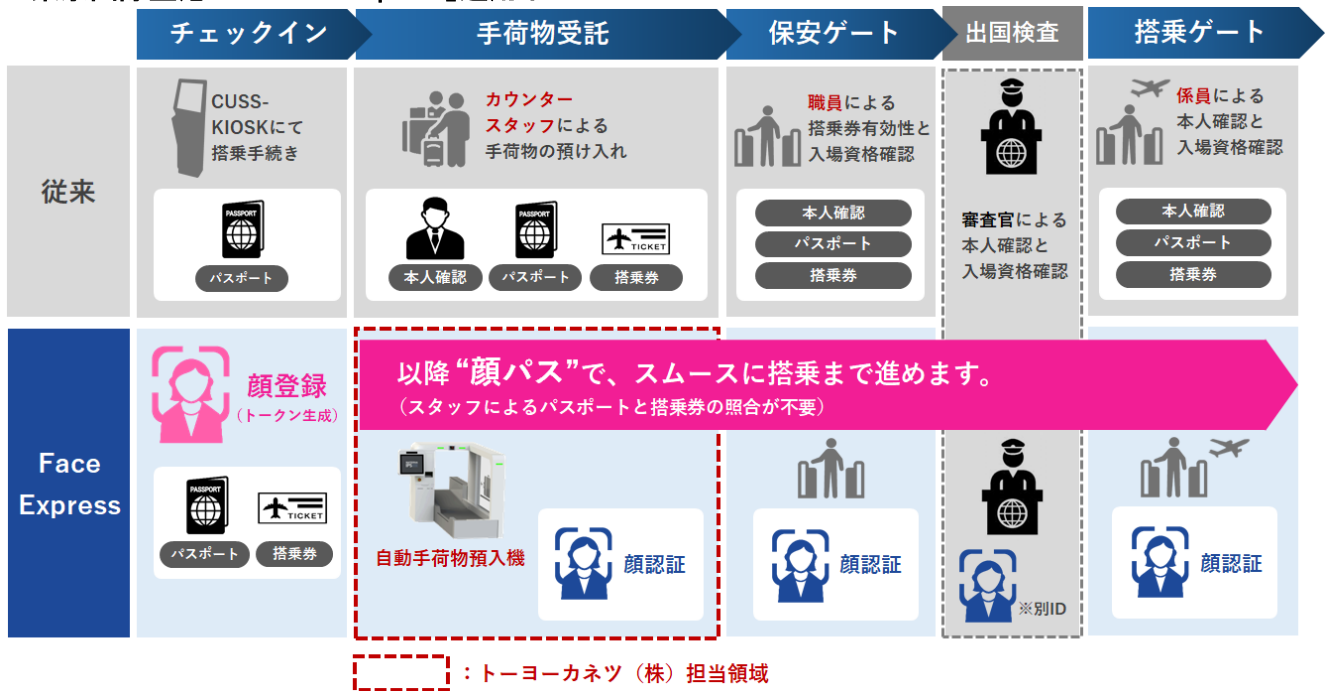 チェックイン
手荷物受託
保安ゲート
出国検査
搭乗ゲート
従来
CUSS-
KIOSKにて
搭乗手続き
PASSPORT
パスポート
カウンター
スタッフによる
手荷物の預け入れ
PASSPORT
TICKET
本人確認
パスポート
搭乗券
職員による
搭乗券有効性と
入場資格確認
本人確認
パスポート
搭乗券
審査官による
本人確認と
入場資格確認
係員による
本人確認と
入場資格確認
本人確認
パスポート
搭乗券
Face
Express
顔登録
(トークン生成)
PASSPORT
TICKET
パスポート
搭乗券
以降“顔パス”で、スムースに搭乗まで進めます。
(スタッフによるパスポートと搭乗券の照合が不要)
自動手荷物預入機
顔認証
顔認証
※別ID
顔認証
:トーヨーカネツ(株)担当領域